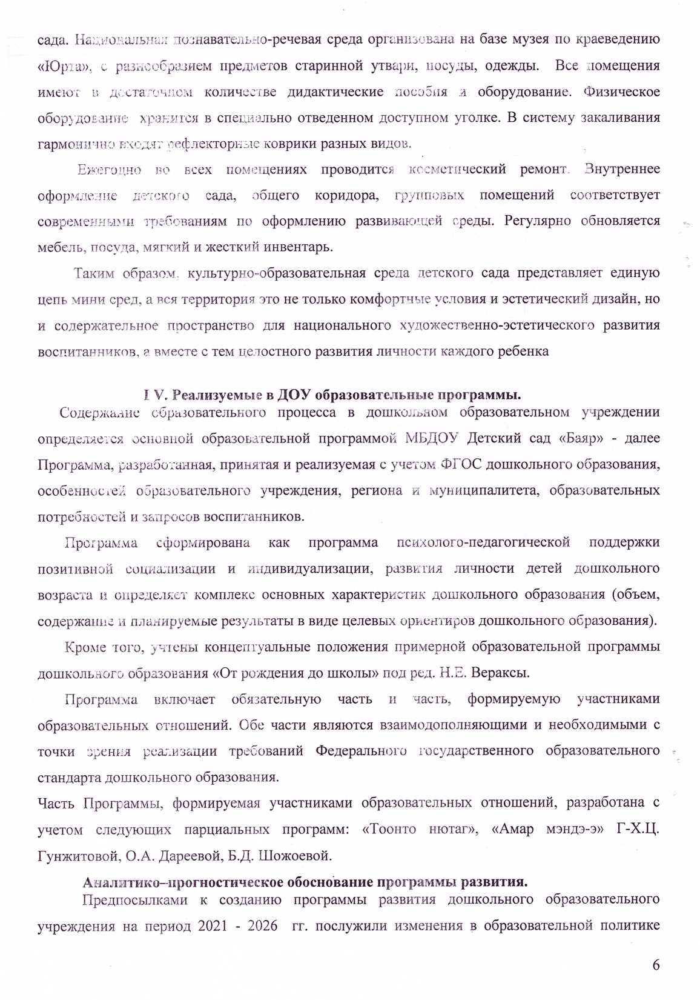 сада. Национальная познавательно-речевая среда организована на базе музея по краеведению
«Юрта», с разнообразием предметов старинной утвари, посуды, одежды. Все помещения
имеют в достаточном количестве дидактические пособия и оборудование. Физическое
оборудование хранится в специально отведенном доступном уголке. В систему закаливания
гармонично входят рефлекторные коврики разных видов.
Ежегодно во всех помещениях проводится косметический ремонт. Внутреннее
оформление детского сада, общего коридора, групповых помещений соответствует
современными требованиям по оформлению развивающей среды. Регулярно обновляется
мебель, посуда, мягкий и жесткий инвентарь.
Таким образом, культурно-образовательная среда детского сада представляет единую
цепь мини сред, а вся территория это не только комфортные условия и эстетический дизайн, но
и содержательное пространство для национального художественно-эстетического развития
воспитанников, а вместе с тем целостного развития личности каждого ребенка
I V. Реализуемые в ДОУ образовательные программы.
Содержание образовательного процесса в дошкольном образовательном учреждении
определяется основной образовательной программой МБДОУ Детский сад «Баяр» - далее
Программа, разработанная, принятая и реализуемая с учетом ФГОС дошкольного образования,
особенностей образовательного учреждения, региона и муниципалитета, образовательных
потребностей и запросов воспитанников.
Программа сформирована как программа психолого-педагогической поддержки
позитивной социализации и индивидуализации, развития личности детей дошкольного
возраста и определяет комплекс основных характеристик дошкольного образования (объем,
содержание и планируемые результаты в виде целевых ориентиров дошкольного образования).
Кроме того, учтены концептуальные положения примерной образовательной программы
дошкольного образования «От рождения до школы» под ред. Н.Е. Вераксы.
Программа включает обязательную часть и часть, формируемую участниками
образовательных отношений. Обе части являются взаимодополняющими и необходимыми с
точки зрения реализации требований Федерального государственного образовательного
стандарта дошкольного образования.
Часть Программы, формируемая участниками образовательных отношений, разработана с
учетом следующих парциальных программ: «Тоонто нютаг», «Амар мэндэ-э» Г-Х.Ц.
Гунжитовой, О.А. Дареевой, Б.Д. Шожоевой.
Аналитико–прогностическое обоснование программы развития.
Предпосылками к созданию программы развития дошкольного образовательного
учреждения на период 2021 - 2026 гг. послужили изменения в образовательной политике
6